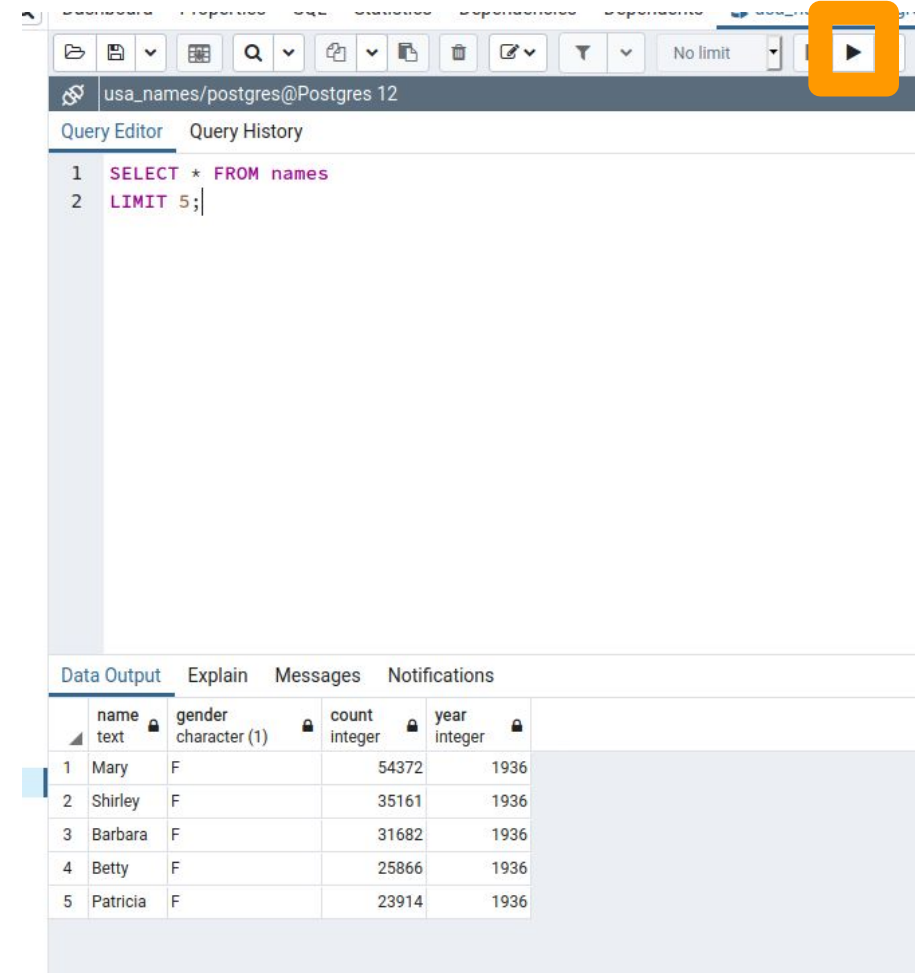 No limit
usa_names/postgres@Postgres 12
Query Editor Query History
1 SELECT * FROM names
2 LIMIT 5;
Data Output Explain Messages Notifications
name gender count year
text character (1) integer integer
1 Mary F 54372 1936
2 Shirley F 35161 1936
3 Barbara F 31682 1936
4 Betty F 25866 1936
5 Patricia F 23914 1936